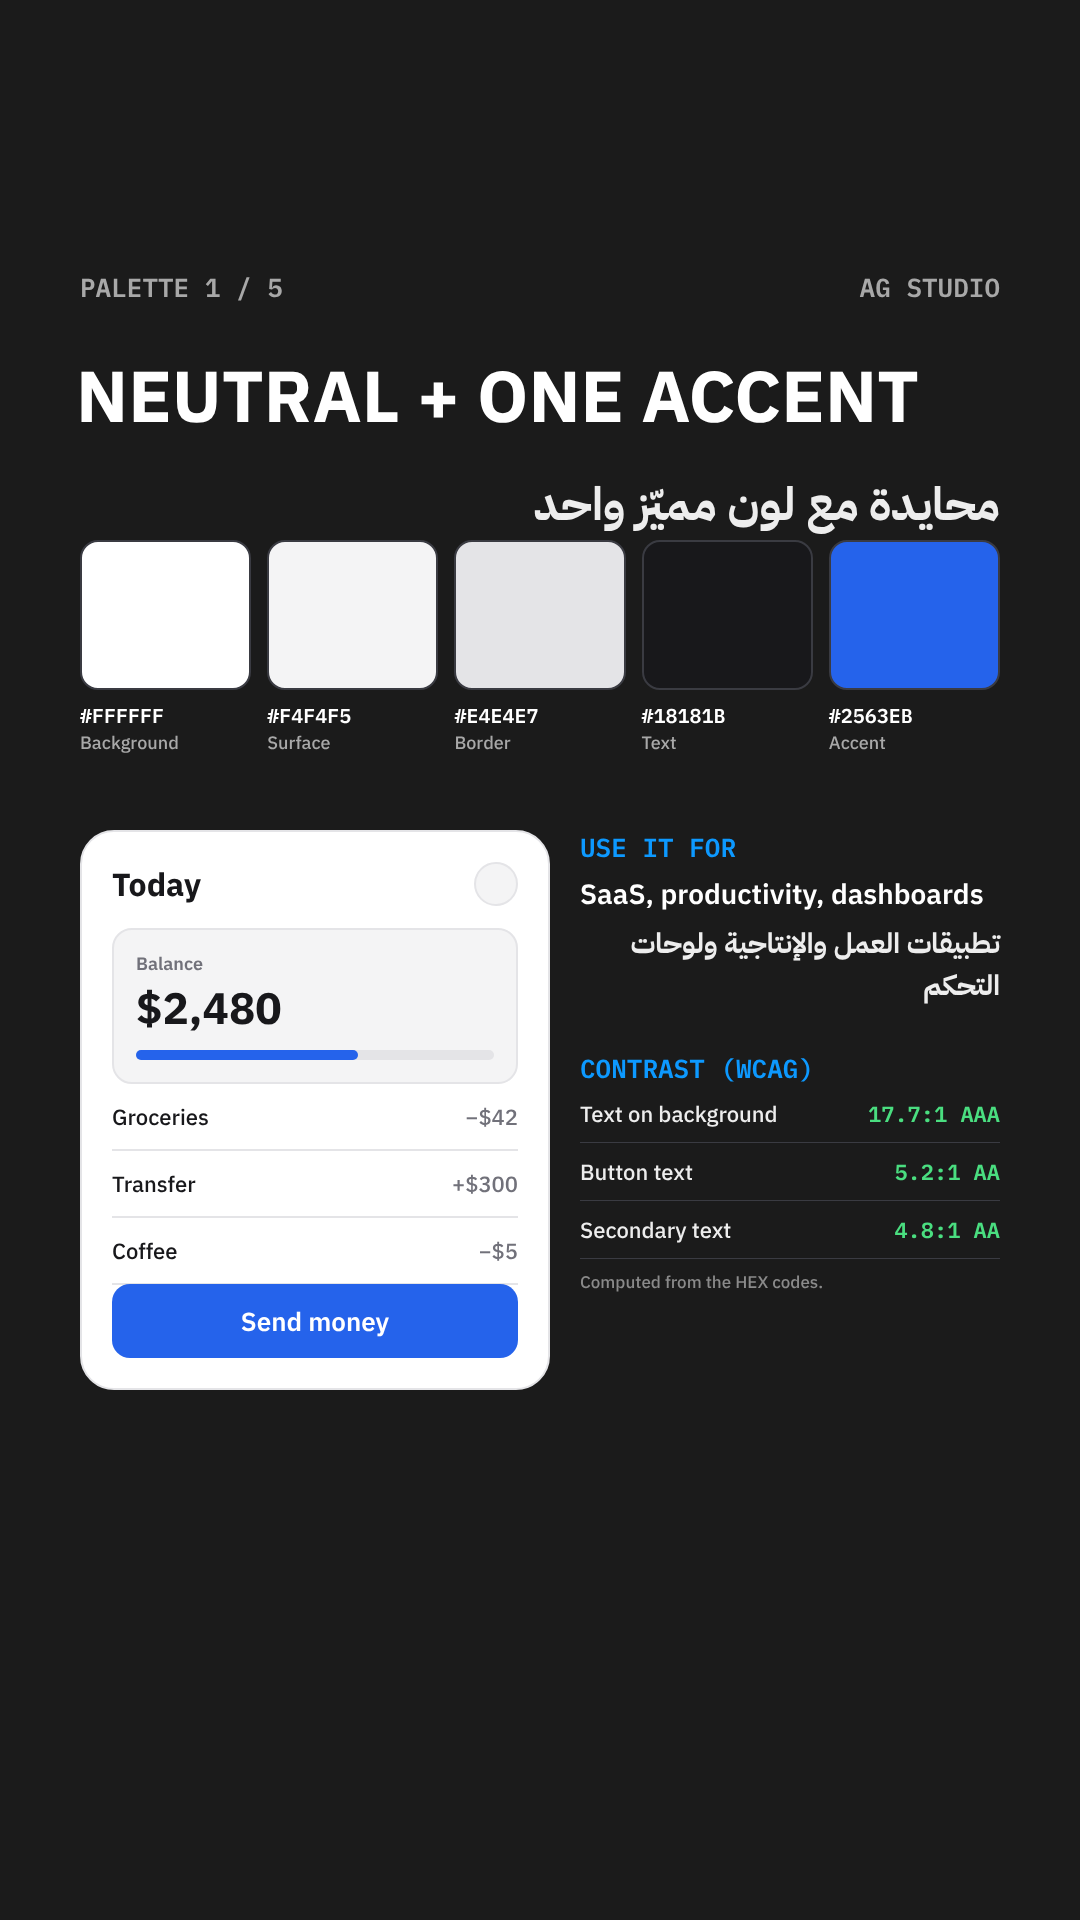 PALETTE 1 / 5
AG STUDIO
NEUTRAL + ONE ACCENT
محايدة مع لون مميّز واحد
#FFFFFF
Background
#F4F4F5
Surface
#E4E4E7
Border
#18181B
Text
#2563EB
Accent
Today
Balance
$2,480
Groceries −$42
Transfer +$300
Coffee −$5
Send money
USE IT FOR
SaaS, productivity, dashboards
تطبيقات العمل والإنتاجية ولوحات
التحكم
CONTRAST (WCAG)
Text on background 17.7:1 AAA
Button text 5.2:1 AA
Secondary text 4.8:1 AA
Computed from the HEX codes.